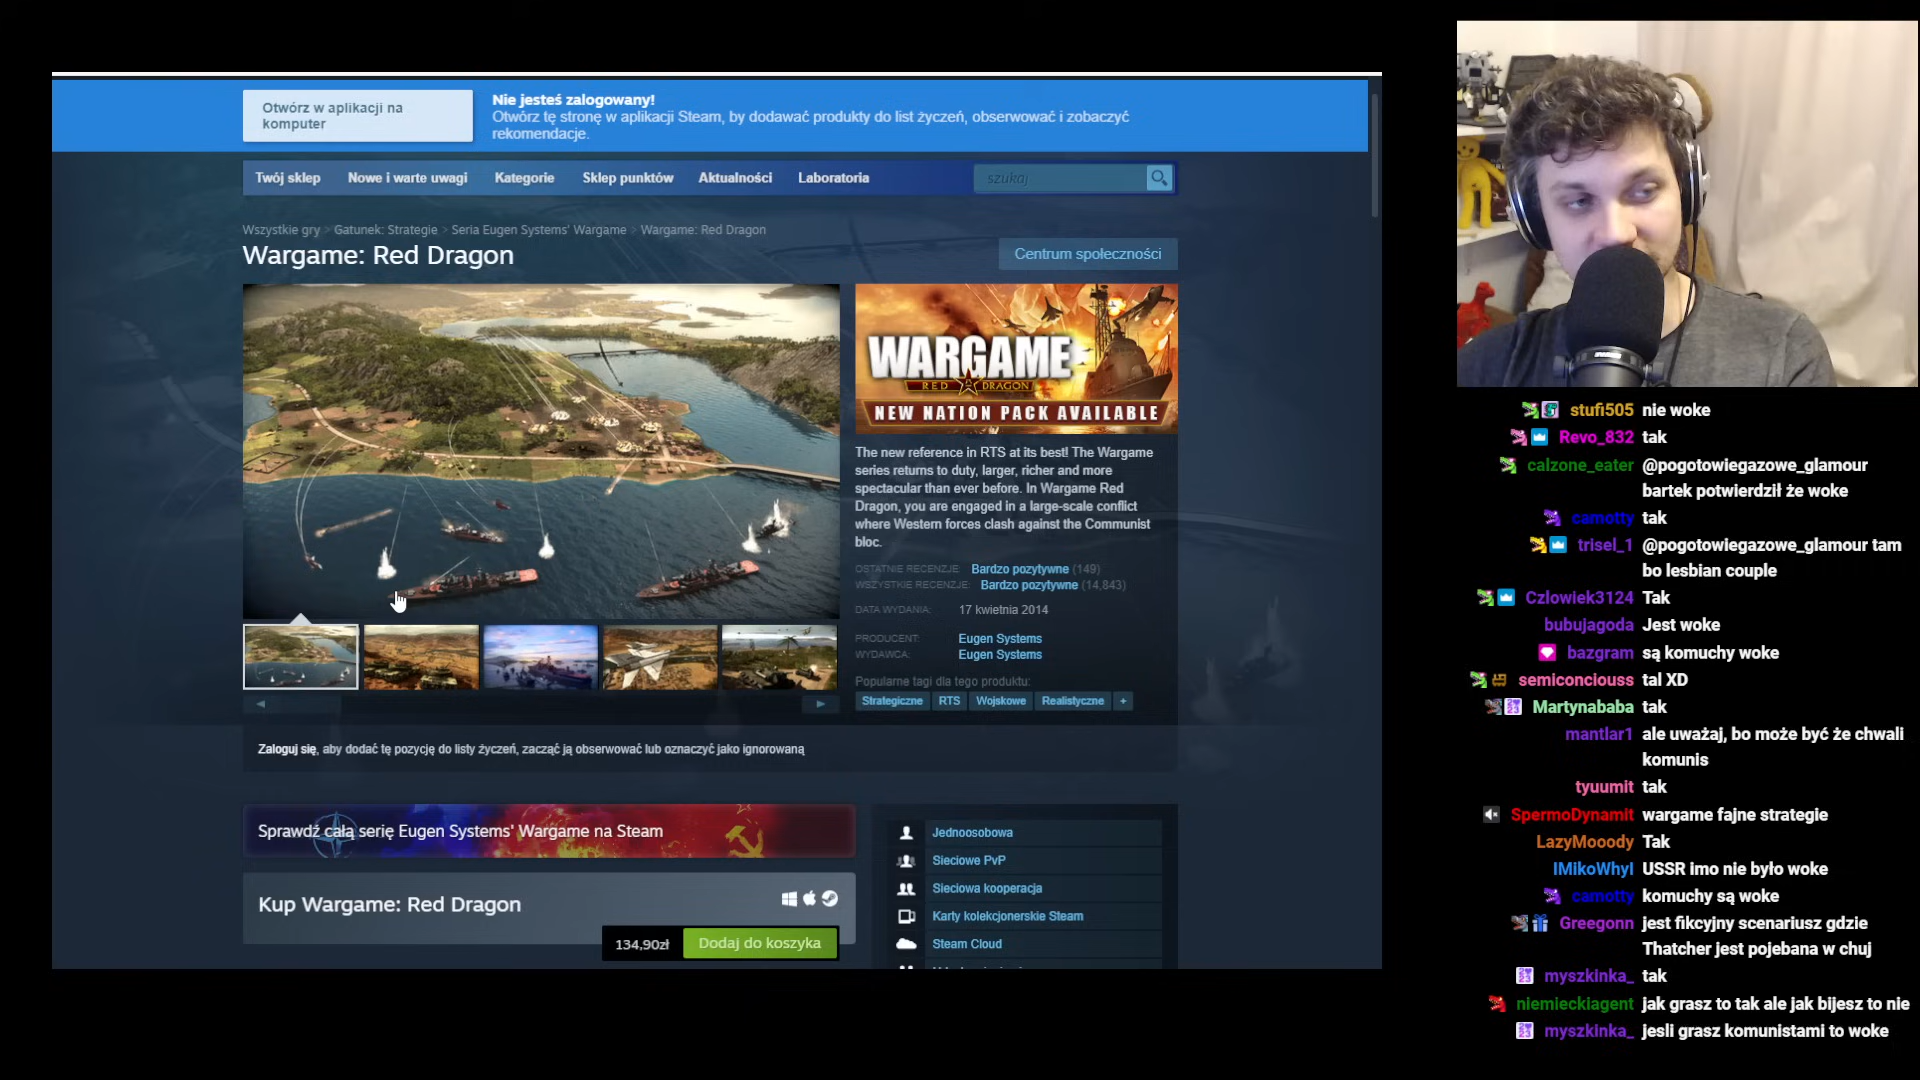 Otwórz w aplikacji na
komputer
Nie jesteś zalogowany!
Otwórz tę stronę w aplikacji Steam, by dodawać produkty do list życzeń, obserwować i zobaczyć
rekomendacje.
Twój sklep
Nowe i warte uwagi
Kategorie
Sklep punktów
Aktualności
Laboratoria
szukaj
Wszystkie gry > Gatunek: Strategie > Seria Eugen Systems' Wargame > Wargame: Red Dragon
Wargame: Red Dragon
Centrum społeczności
WARGAME
RED DRAGON
NEW NATION PACK AVAILABLE
The new reference in RTS at its best! The Wargame
series returns to duty, larger, richer and more
spectacular than ever before. In Wargame Red
Dragon, you are engaged in a large-scale conflict
where Western forces clash against the Communist
bloc.
OSTATNIE RECENZJE: Bardzo pozytywne (149)
WSZYSTKIE RECENZJE: Bardzo pozytywne (14,843)
DATA WYDANIA: 17 kwietnia 2014
PRODUCENT: Eugen Systems
WYDAWCA: Eugen Systems
Popularne tagi dla tego produktu:
Strategiczne RTS Wojskowe Realistyczne +
Zaloguj się, aby dodać tę pozycję do listy życzeń, zacząć ją obserwować lub oznaczyć jako ignorowaną
Sprawdź całą serię Eugen Systems' Wargame na Steam
Kup Wargame: Red Dragon
134,90zł
Dodaj do koszyka
Jednoosobowa
Sieciowe PvP
Sieciowa kooperacja
Karty kolekcjonerskie Steam
Steam Cloud
stufi505 nie woke
Revo_832 tak
calzone_eater @pogotowiegazowe_glamour
bartek potwierdził że woke
camotty tak
trisel_1 @pogotowiegazowe_glamour tam
bo lesbian couple
Czlowiek3124 Tak
bubujagoda Jest woke
bazgram są komuchy woke
semiconciouss tal XD
Martynababa tak
mantlar1 ale uważaj, bo może być że chwali
komunis
tyuumit tak
SpermoDynamit wargame fajne strategie
LazyMooody Tak
IMikoWhyI USSR imo nie było woke
camotty komuchy są woke
Greegonn jest fikcyjny scenariusz gdzie
Thatcher jest pojebana w chuj
myszkinka_ tak
niemieckiagent jak grasz to tak ale jak bijesz to nie
myszkinka_ jesli grasz komunistami to woke